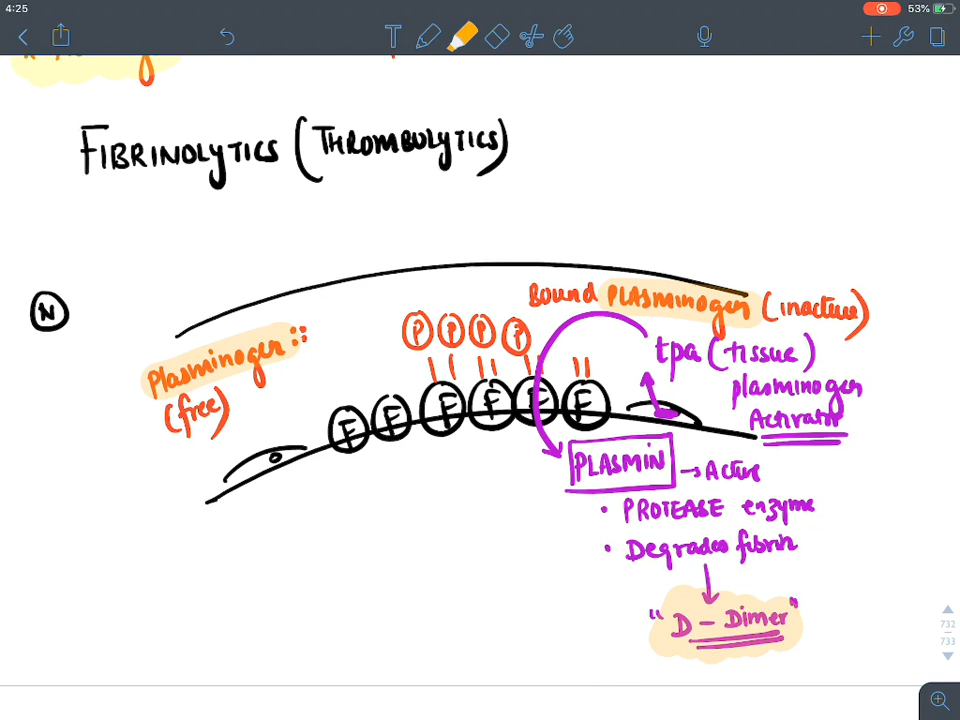 4:25
53%
T
FIBRINOLYTICS (THROMBOLYTICS)
N
Bound PLASMINOGEN (inactive)
Plasminogen
(free)
P P P P
tpa (tissue)
plasminogen
Activator
F F F F F F
PLASMIN → Active
• PROTEASE enzyme
• Degrades fibrin
"D - Dimer"
732
733